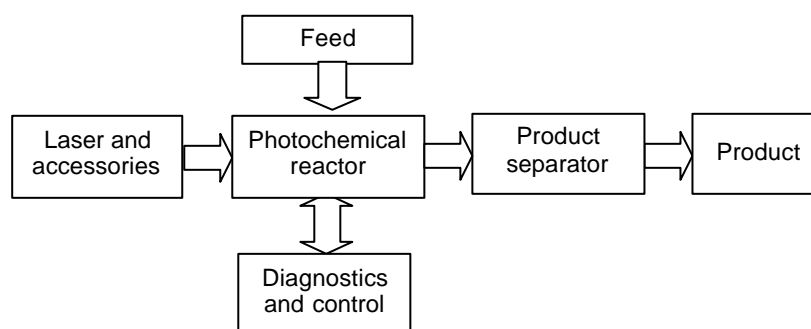 Feed
Laser and
accessories
Photochemical
reactor
Product
separator
Product
Diagnostics
and control